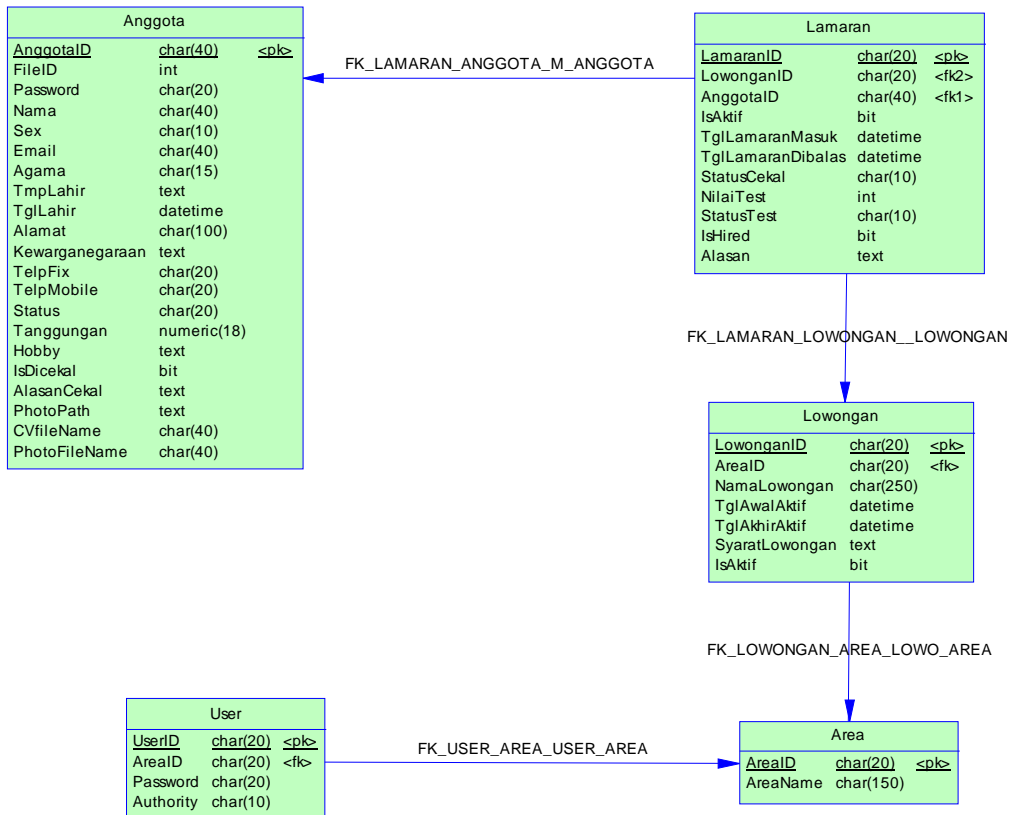 Anggota
AnggotaID char(40) <pk>
FileID int
Password char(20)
Nama char(40)
Sex char(10)
Email char(40)
Agama char(15)
TmpLahir text
TglLahir datetime
Alamat char(100)
Kewarganegaraan text
TelpFix char(20)
TelpMobile char(20)
Status char(20)
Tanggungan numeric(18)
Hobby text
IsDicekal bit
AlasanCekal text
PhotoPath text
CVfileName char(40)
PhotoFileName char(40)
FK_LAMARAN_ANGGOTA_M_ANGGOTA
Lamaran
LamaranID char(20) <pk>
LowonganID char(20) <fk2>
AnggotaID char(40) <fk1>
IsAktif bit
TglLamaranMasuk datetime
TglLamaranDibalas datetime
StatusCekal char(10)
NilaiTest int
StatusTest char(10)
IsHired bit
Alasan text
FK_LAMARAN_LOWONGAN__LOWONGAN
Lowongan
LowonganID char(20) <pk>
AreaID char(20) <fk>
NamaLowongan char(250)
TglAwalAktif datetime
TglAkhirAktif datetime
SyaratLowongan text
IsAktif bit
FK_LOWONGAN_AREA_LOWO_AREA
User
UserID char(20) <pk>
AreaID char(20) <fk>
Password char(20)
Authority char(10)
FK_USER_AREA_USER_AREA
Area
AreaID char(20) <pk>
AreaName char(150)